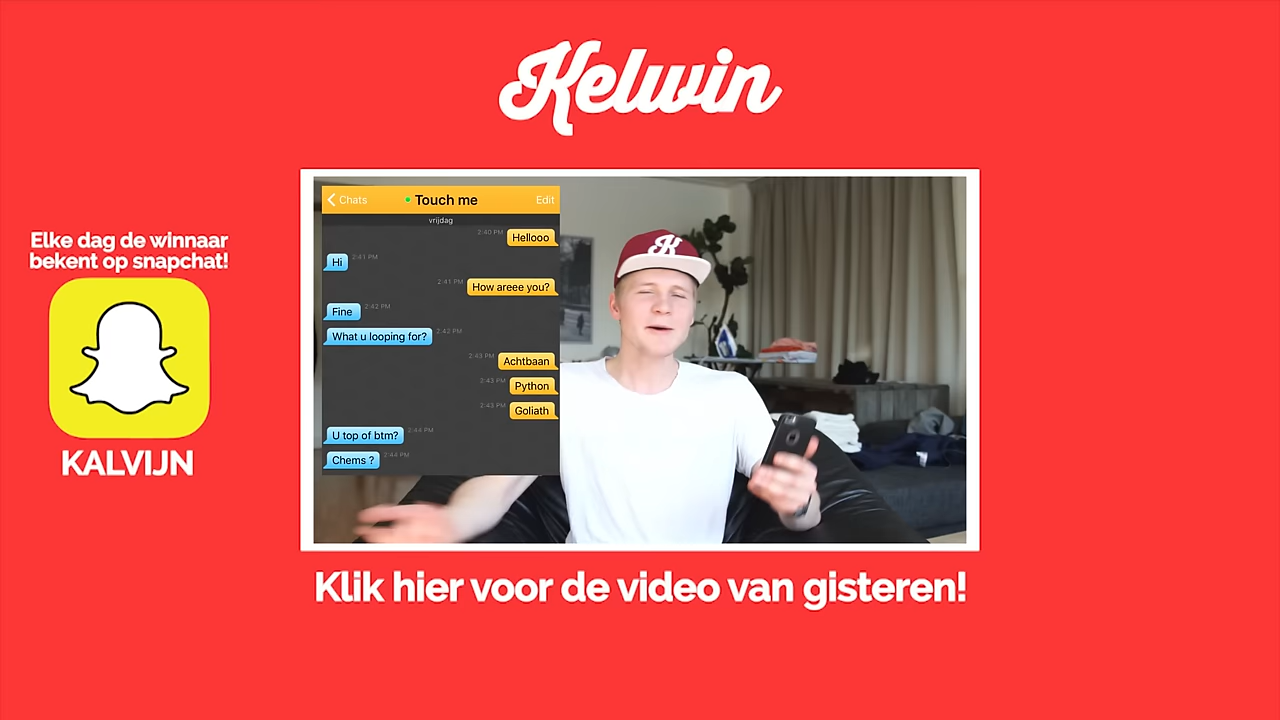 Kelwin
Elke dag de winnaar
bekent op snapchat!
KALVIJN
Chats
Touch me
Edit
vrijdag
2:40 PM Hellooo
Hi 2:41 PM
2:41 PM How areee you?
Fine 2:42 PM
What u looping for? 2:42 PM
2:43 PM Achtbaan
2:43 PM Python
2:43 PM Goliath
U top of btm? 2:44 PM
Chems ? 2:44 PM
K
Klik hier voor de video van gisteren!